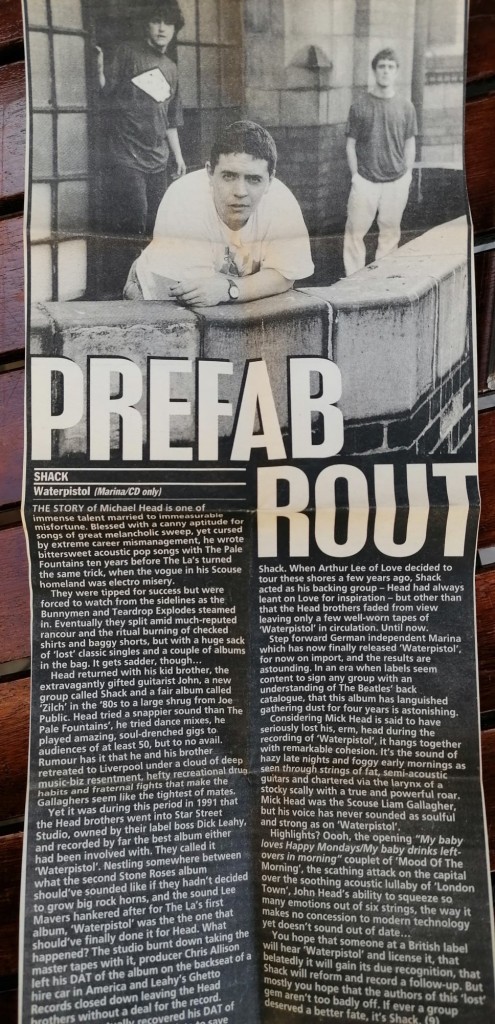 PREFAB
ROUT
SHACK
Waterpistol (Marina/CD only)
THE STORY of Michael Head is one of
immense talent married to immeasurable
misfortune. Blessed with a canny aptitude for
songs of great melancholic sweep, yet cursed
by extreme career mismanagement, he wrote
bittersweet acoustic pop songs with The Pale
Fountains ten years before The La's turned
the same trick, when the vogue in his Scouse
homeland was electro misery.
They were tipped for success but were
forced to watch from the sidelines as the
Bunnymen and Teardrop Explodes steamed
in. Eventually they split amid much-reputed
rancour and the ritual burning of checked
shirts and baggy shorts, but with a huge sack
of 'lost' classic singles and a couple of albums
in the bag. It gets sadder, though...
Head returned with his kid brother, the
extravagantly gifted guitarist John, a new
group called Shack and a fair album called
'Zilch' in the '80s to a large shrug from Joe
Public. Head tried a snappier sound than The
Pale Fountains', he tried dance mixes, he
played amazing, soul-drenched gigs to
audiences of at least 50, but to no avail.
Rumour has it that he and his brother
retreated to Liverpool under a cloud of deep
music-biz resentment, hefty recreational drug
habits and fraternal fights that make the
Gallaghers seem like the tightest of mates.
Yet it was during this period in 1991 that
the Head brothers went into Star Street
Studio, owned by their label boss Dick Leahy,
and recorded by far the best album either
had been involved with. They called it
'Waterpistol'. Nestling somewhere between
what the second Stone Roses album
should've sounded like if they hadn't decided
to grow big rock horns, and the sound Lee
Mavers hankered after for The La's first
album, 'Waterpistol' was the the one that
should've finally done it for Head. What
happened? The studio burnt down taking the
master tapes with it, producer Chris Allison
left his DAT of the album on the backseat of a
hire car in America and Leahy's Ghetto
Records closed down leaving the Head
brothers without a deal for the record.
recovered his DAT of
to save
Shack. When Arthur Lee of Love decided to
tour these shores a few years ago, Shack
acted as his backing group – Head had always
leant on Love for inspiration – but other than
that the Head brothers faded from view
leaving only a few well-worn tapes of
'Waterpistol' in circulation. Until now.
Step forward German independent Marina
which has now finally released 'Waterpistol',
for now on import, and the results are
astounding. In an era when labels seem
content to sign any group with an
understanding of The Beatles' back
catalogue, that this album has languished
gathering dust for four years is astonishing.
Considering Mick Head is said to have
seriously lost his, erm, head during the
recording of 'Waterpistol', it hangs together
with remarkable cohesion. It's the sound of
hazy late nights and foggy early mornings as
seen through strings of fat, semi-acoustic
guitars and chartered via the larynx of a
stocky scally with a true and powerful roar.
Mick Head was the Scouse Liam Gallagher,
but his voice has never sounded as soulful
and strong as on 'Waterpistol'.
Highlights? Oooh, the opening "My baby
loves Happy Mondays/My baby drinks left-
overs in morning" couplet of 'Mood Of The
Morning', the scathing attack on the capital
over the soothing acoustic lullaby of 'London
Town', John Head's ability to squeeze so
many emotions out of six strings, the way it
makes no concession to modern technology
yet doesn't sound out of date...
You hope that someone at a British label
will hear 'Waterpistol' and license it, that
belatedly it will gain its due recognition, that
Shack will reform and record a follow-up. But
mostly you hope that the authors of this 'lost'
gem aren't too badly off. If ever a group
deserved a better fate, it's Shack. (9)